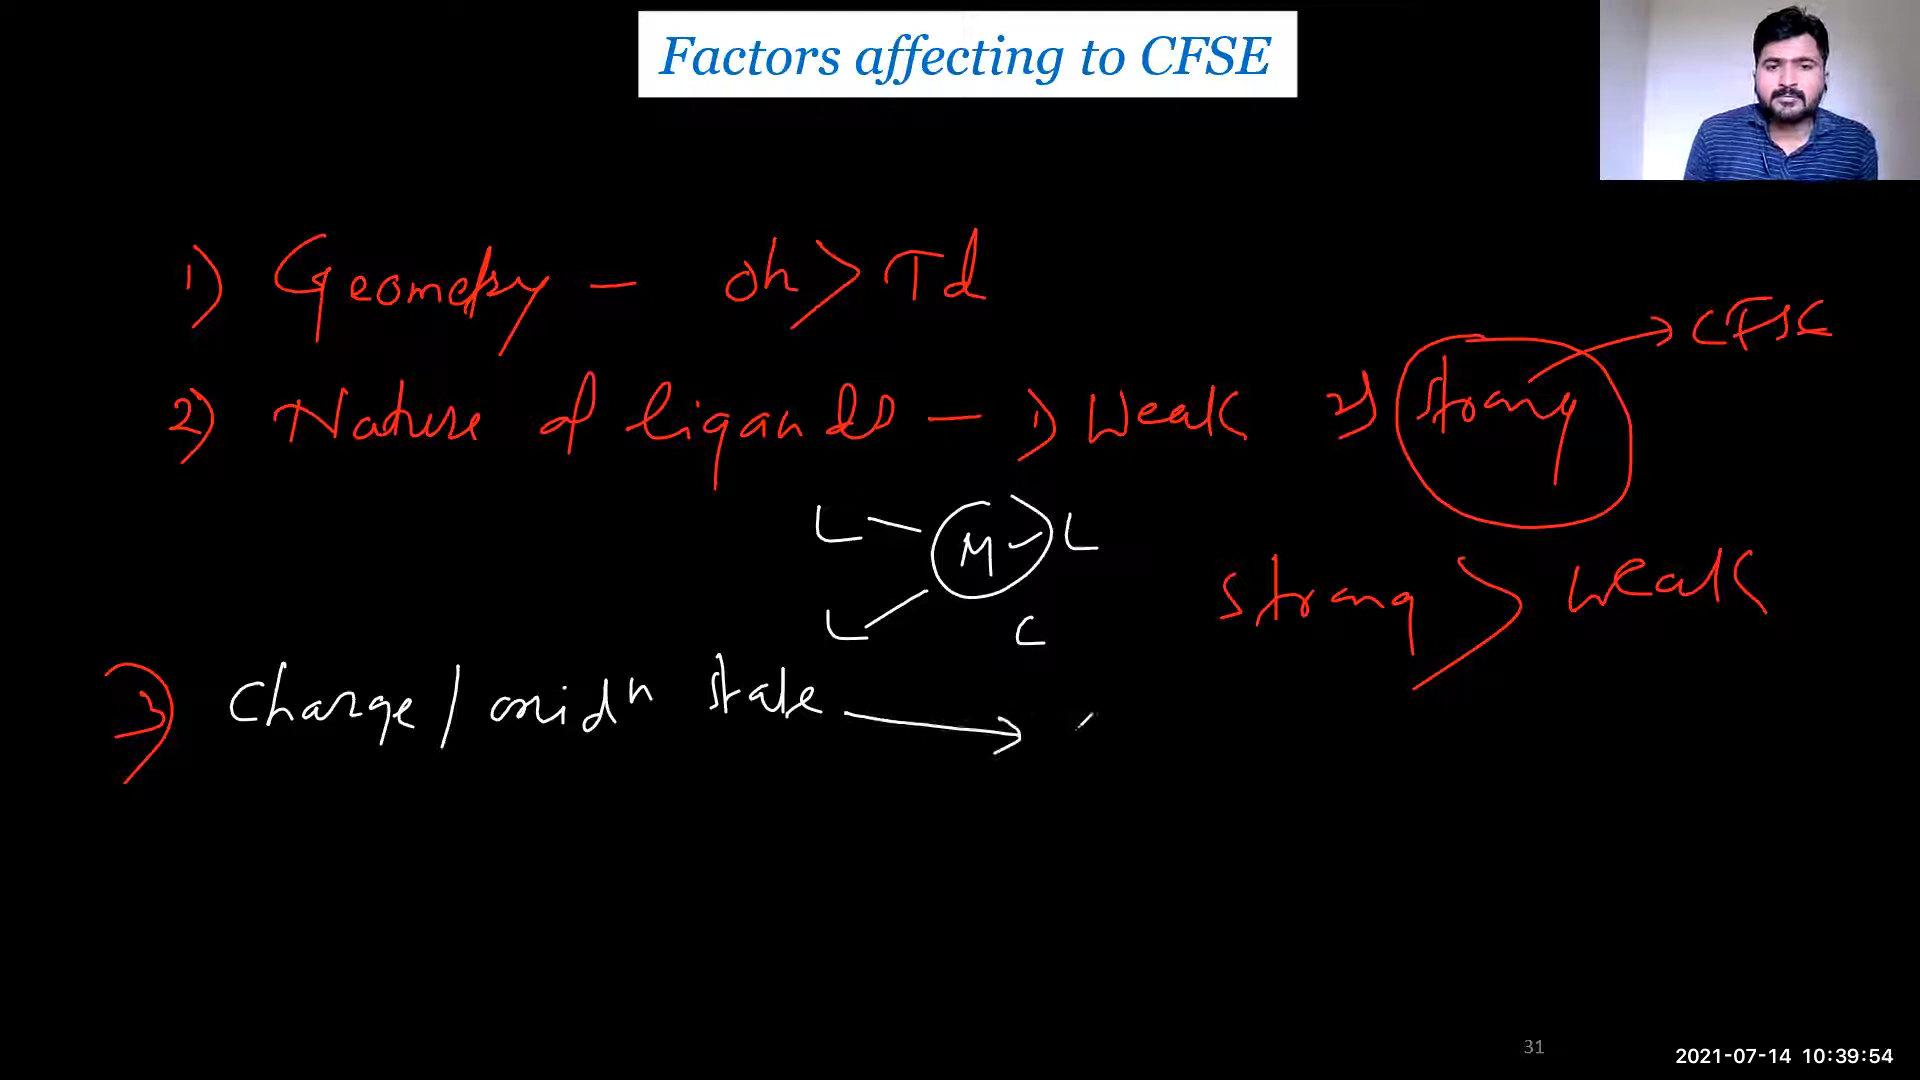 Factors affecting to CFSE
1) Geometry – oh > Td
2) Nature of ligands – 1) Weak 2) strong → CFSE
L – M – L
L L
strong > weak
3) Charge / oxidn state →
31
2021-07-14 10:39:54